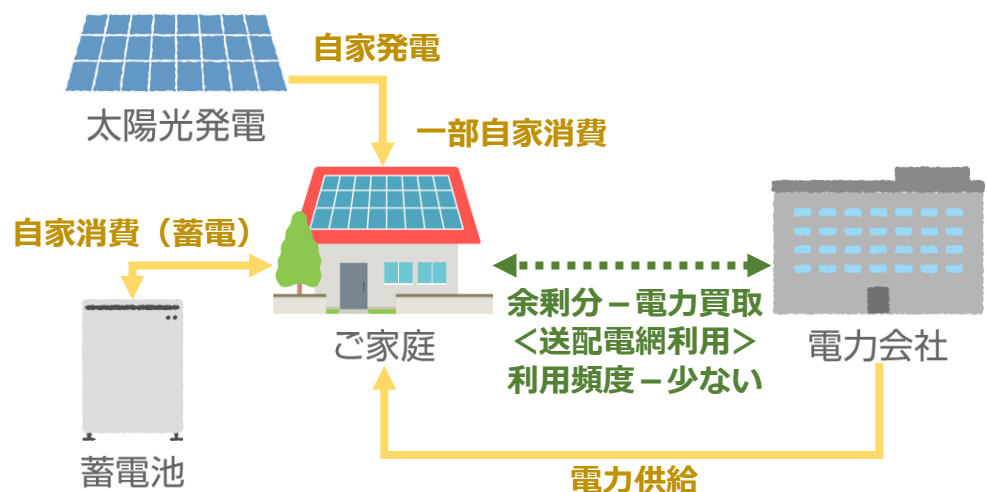 自家発電
太陽光発電
一部自家消費
自家消費（蓄電）
余剰分－電力買取
＜送配電網利用＞
利用頻度－少ない
ご家庭
電力会社
蓄電池
電力供給